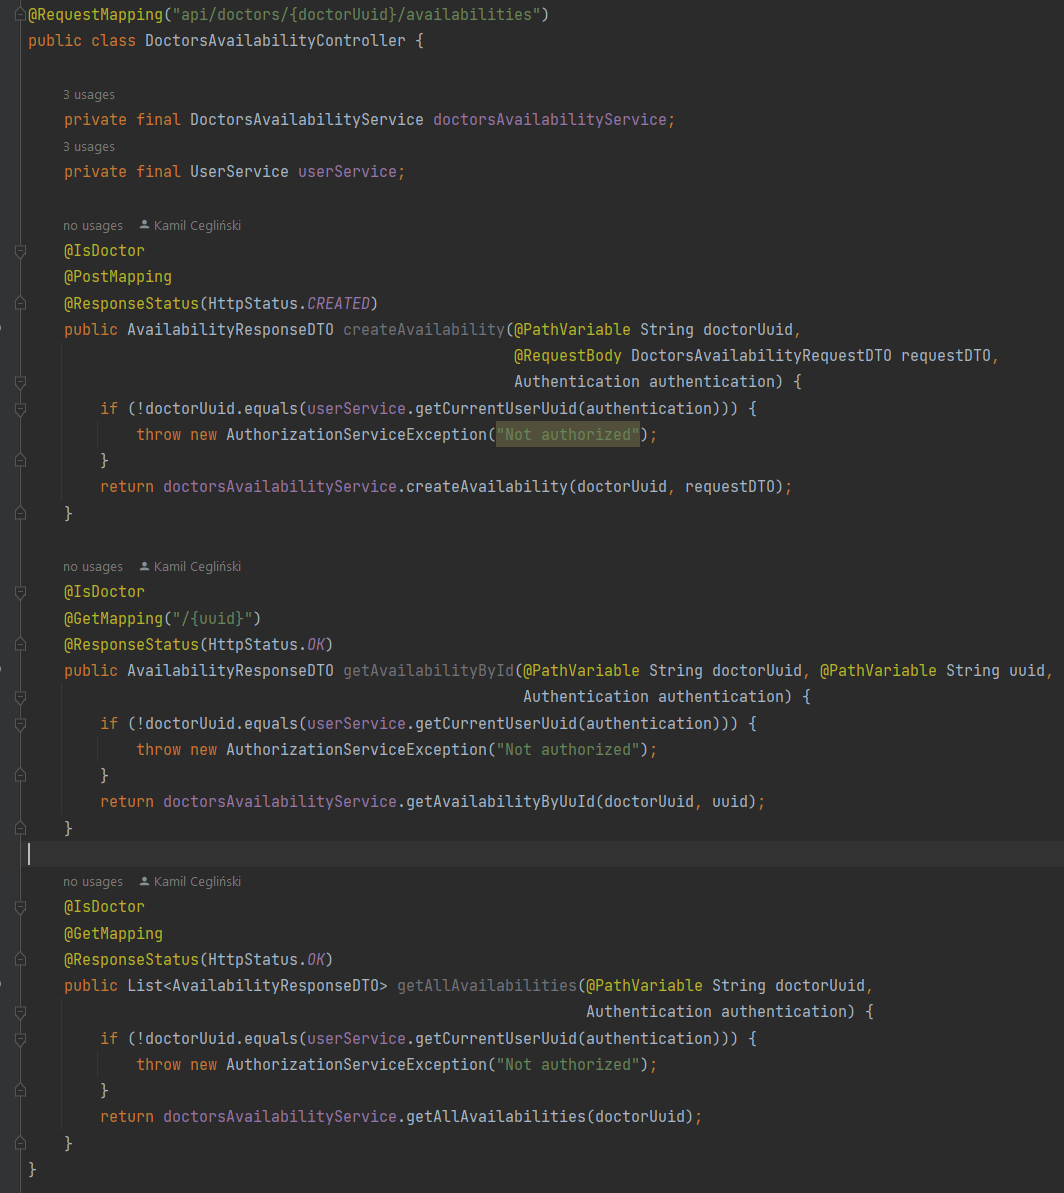 @RequestMapping("api/doctors/{doctorUuid}/availabilities")
public class DoctorsAvailabilityController {
3 usages
private final DoctorsAvailabilityService doctorsAvailabilityService;
3 usages
private final UserService userService;
no usages Kamil Cegliński
@IsDoctor
@PostMapping
@ResponseStatus(HttpStatus.CREATED)
public AvailabilityResponseDTO createAvailability(@PathVariable String doctorUuid,
@RequestBody DoctorsAvailabilityRequestDTO requestDTO,
Authentication authentication) {
if (!doctorUuid.equals(userService.getCurrentUserUuid(authentication))) {
throw new AuthorizationServiceException("Not authorized");
}
return doctorsAvailabilityService.createAvailability(doctorUuid, requestDTO);
}
no usages Kamil Cegliński
@IsDoctor
@GetMapping("/{uuid}")
@ResponseStatus(HttpStatus.OK)
public AvailabilityResponseDTO getAvailabilityById(@PathVariable String doctorUuid, @PathVariable String uuid,
Authentication authentication) {
if (!doctorUuid.equals(userService.getCurrentUserUuid(authentication))) {
throw new AuthorizationServiceException("Not authorized");
}
return doctorsAvailabilityService.getAvailabilityByUuId(doctorUuid, uuid);
}
no usages Kamil Cegliński
@IsDoctor
@GetMapping
@ResponseStatus(HttpStatus.OK)
public List<AvailabilityResponseDTO> getAllAvailabilities(@PathVariable String doctorUuid,
Authentication authentication) {
if (!doctorUuid.equals(userService.getCurrentUserUuid(authentication))) {
throw new AuthorizationServiceException("Not authorized");
}
return doctorsAvailabilityService.getAllAvailabilities(doctorUuid);
}
}